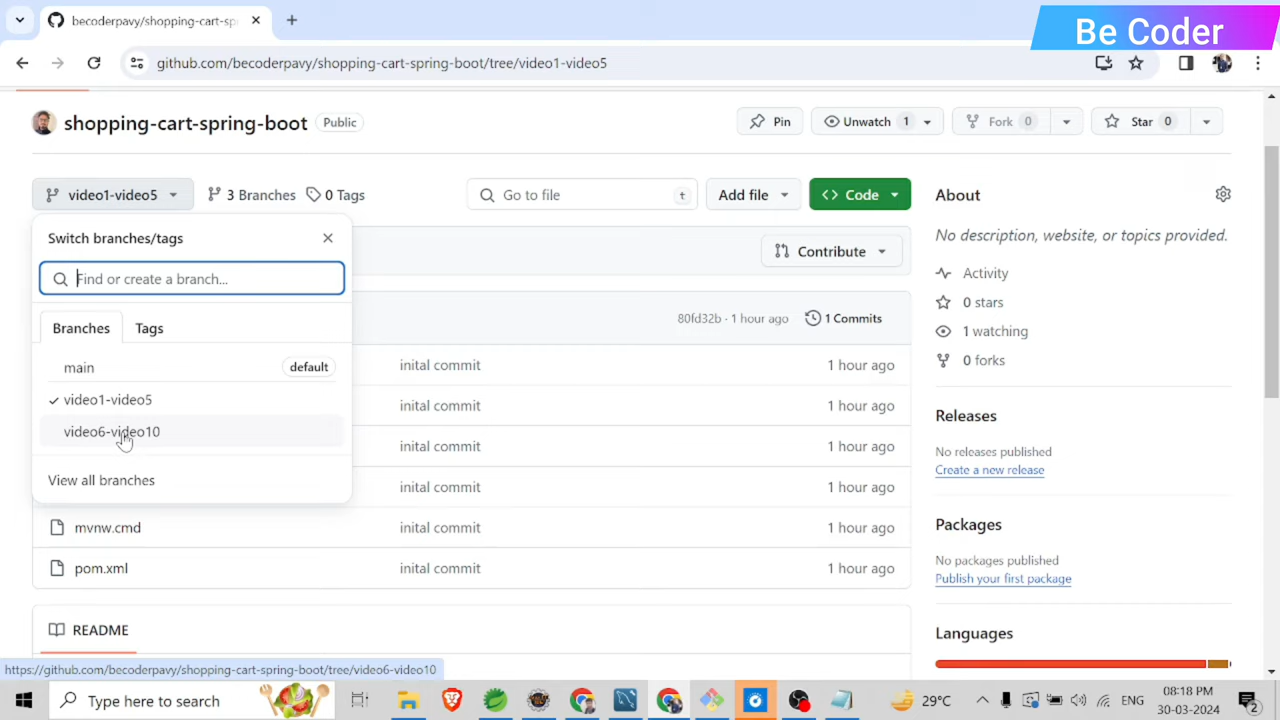 becoderpavy/shopping-cart-spr
Be Coder
github.com/becoderpavy/shopping-cart-spring-boot/tree/video1-video5
shopping-cart-spring-boot
Public
Pin
Unwatch 1
Fork 0
Star 0
video1-video5
3 Branches
0 Tags
Go to file
t
Add file
Code
About
Switch branches/tags
Contribute
No description, website, or topics provided.
Find or create a branch...
Activity
80fd32b · 1 hour ago
1 Commits
0 stars
Branches
Tags
1 watching
main
default
inital commit
1 hour ago
0 forks
video1-video5
inital commit
1 hour ago
video6-video10
Releases
inital commit
1 hour ago
No releases published
Create a new release
View all branches
inital commit
1 hour ago
mvnw.cmd
inital commit
1 hour ago
Packages
No packages published
pom.xml
inital commit
1 hour ago
Publish your first package
README
Languages
https://github.com/becoderpavy/shopping-cart-spring-boot/tree/video6-video10
Type here to search
29°C
ENG
08:18 PM
30-03-2024
2